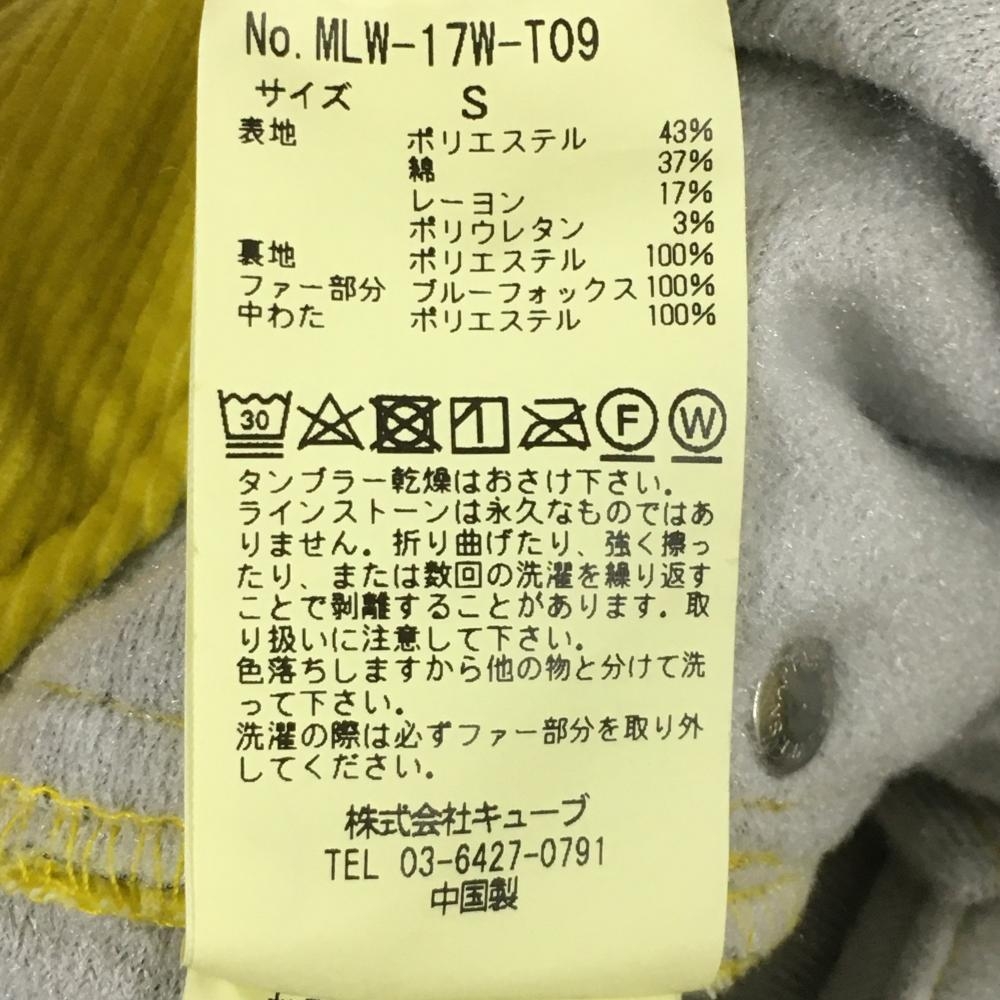 No. MLW-17W-T09
サイズ S
表地 ポリエステル 43%
綿 37%
レーヨン 17%
ポリウレタン 3%
裏地 ポリエステル 100%
ファー部分 ブルーフォックス 100%
中わた ポリエステル 100%
30 F W
タンブラー乾燥はおさけ下さい。
ラインストーンは永久なものではあ
りません。折り曲げたり、強く擦っ
たり、または数回の洗濯を繰り返す
ことで剥離することがあります。取
り扱いに注意して下さい。
色落ちしますから他の物と分けて洗
って下さい。
洗濯の際は必ずファー部分を取り外
してください。
株式会社キューブ
TEL 03-6427-0791
中国製